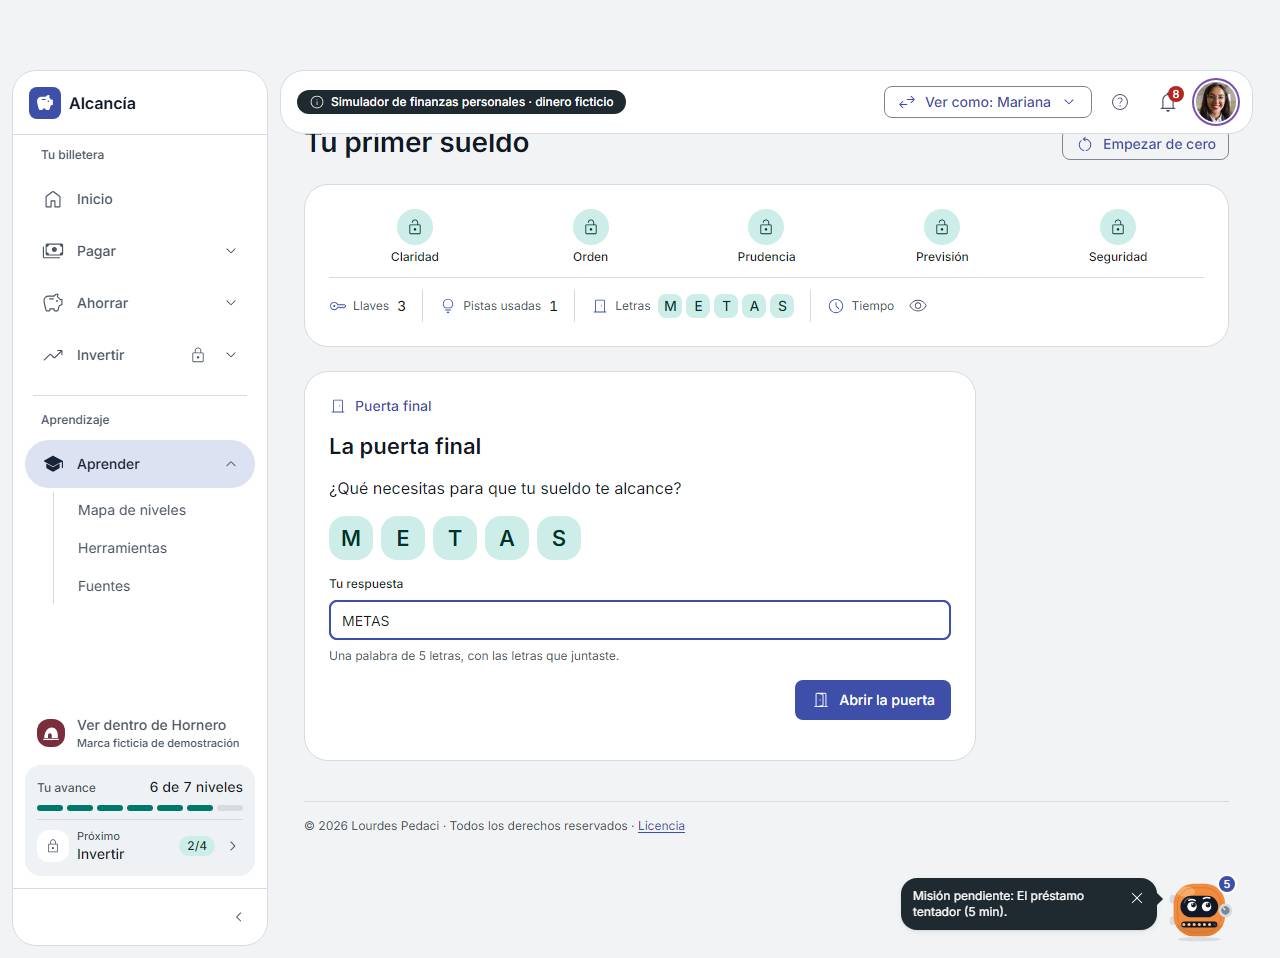 Alcancía
Tu billetera
Inicio
Pagar
Ahorrar
Invertir
Aprendizaje
Aprender
Mapa de niveles
Herramientas
Fuentes
Ver dentro de Hornero
Marca ficticia de demostración
Tu avance 6 de 7 niveles
Próximo
Invertir 2/4
Simulador de finanzas personales · dinero ficticio
Ver como: Mariana
8
Tu primer sueldo
Empezar de cero
Claridad Orden Prudencia Previsión Seguridad
Llaves 3 Pistas usadas 1 Letras M E T A S Tiempo
Puerta final
La puerta final
¿Qué necesitas para que tu sueldo te alcance?
M E T A S
Tu respuesta
METAS
Una palabra de 5 letras, con las letras que juntaste.
Abrir la puerta
© 2026 Lourdes Pedaci · Todos los derechos reservados · Licencia
Misión pendiente: El préstamo
tentador (5 min).
5